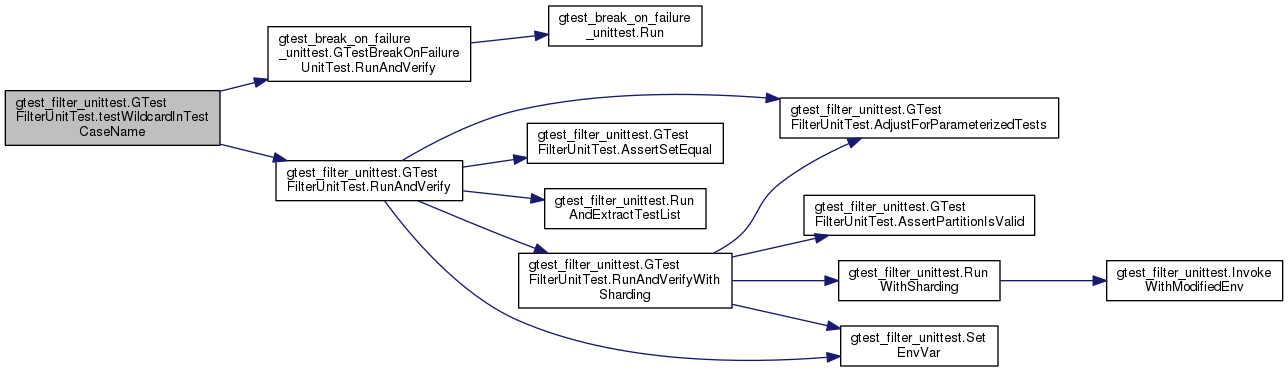 gtest_filter_unittest.GTest
FilterUnitTest.testWildcardInTest
CaseName
gtest_break_on_failure
_unittest.GTestBreakOnFailure
UnitTest.RunAndVerify
gtest_break_on_failure
_unittest.Run
gtest_filter_unittest.GTest
FilterUnitTest.RunAndVerify
gtest_filter_unittest.GTest
FilterUnitTest.AdjustForParameterizedTests
gtest_filter_unittest.GTest
FilterUnitTest.AssertSetEqual
gtest_filter_unittest.Run
AndExtractTestList
gtest_filter_unittest.GTest
FilterUnitTest.RunAndVerifyWith
Sharding
gtest_filter_unittest.GTest
FilterUnitTest.AssertPartitionIsValid
gtest_filter_unittest.Run
WithSharding
gtest_filter_unittest.Invoke
WithModifiedEnv
gtest_filter_unittest.Set
EnvVar